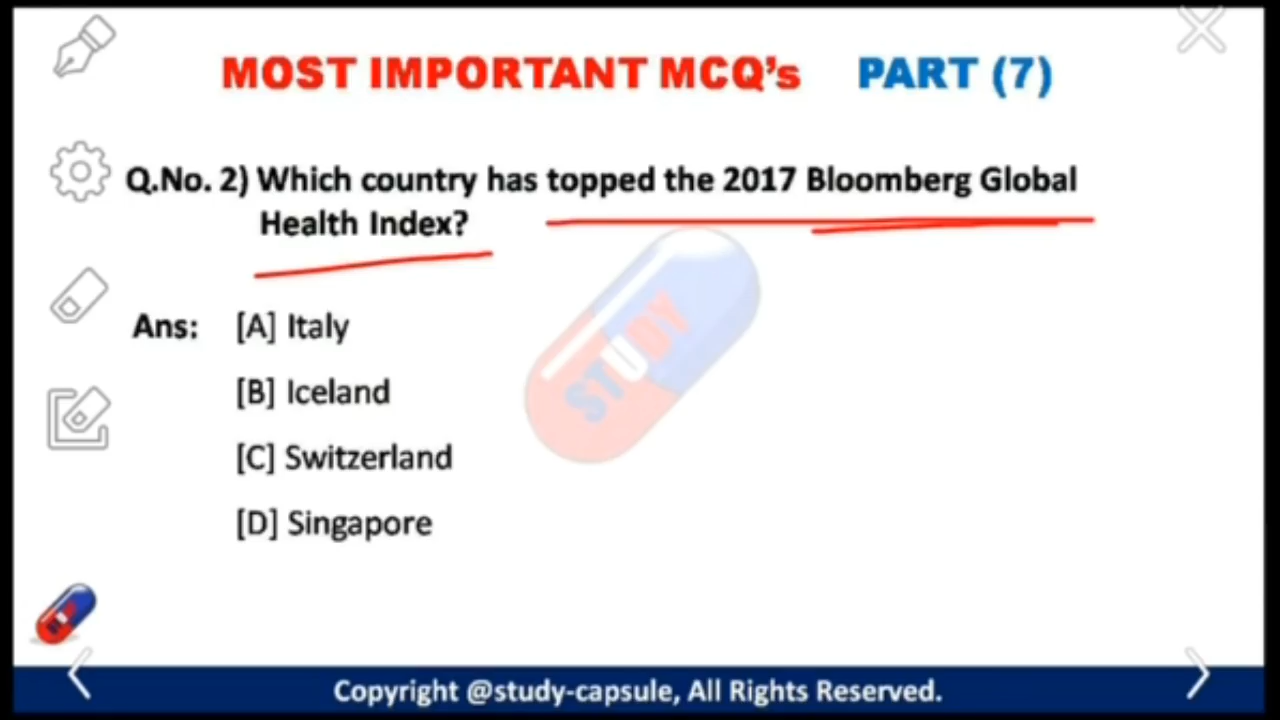 MOST IMPORTANT MCQ's PART (7)
Q.No. 2) Which country has topped the 2017 Bloomberg Global
Health Index?
Ans: [A] Italy
[B] Iceland
[C] Switzerland
[D] Singapore
STUDY
Copyright @study-capsule, All Rights Reserved.